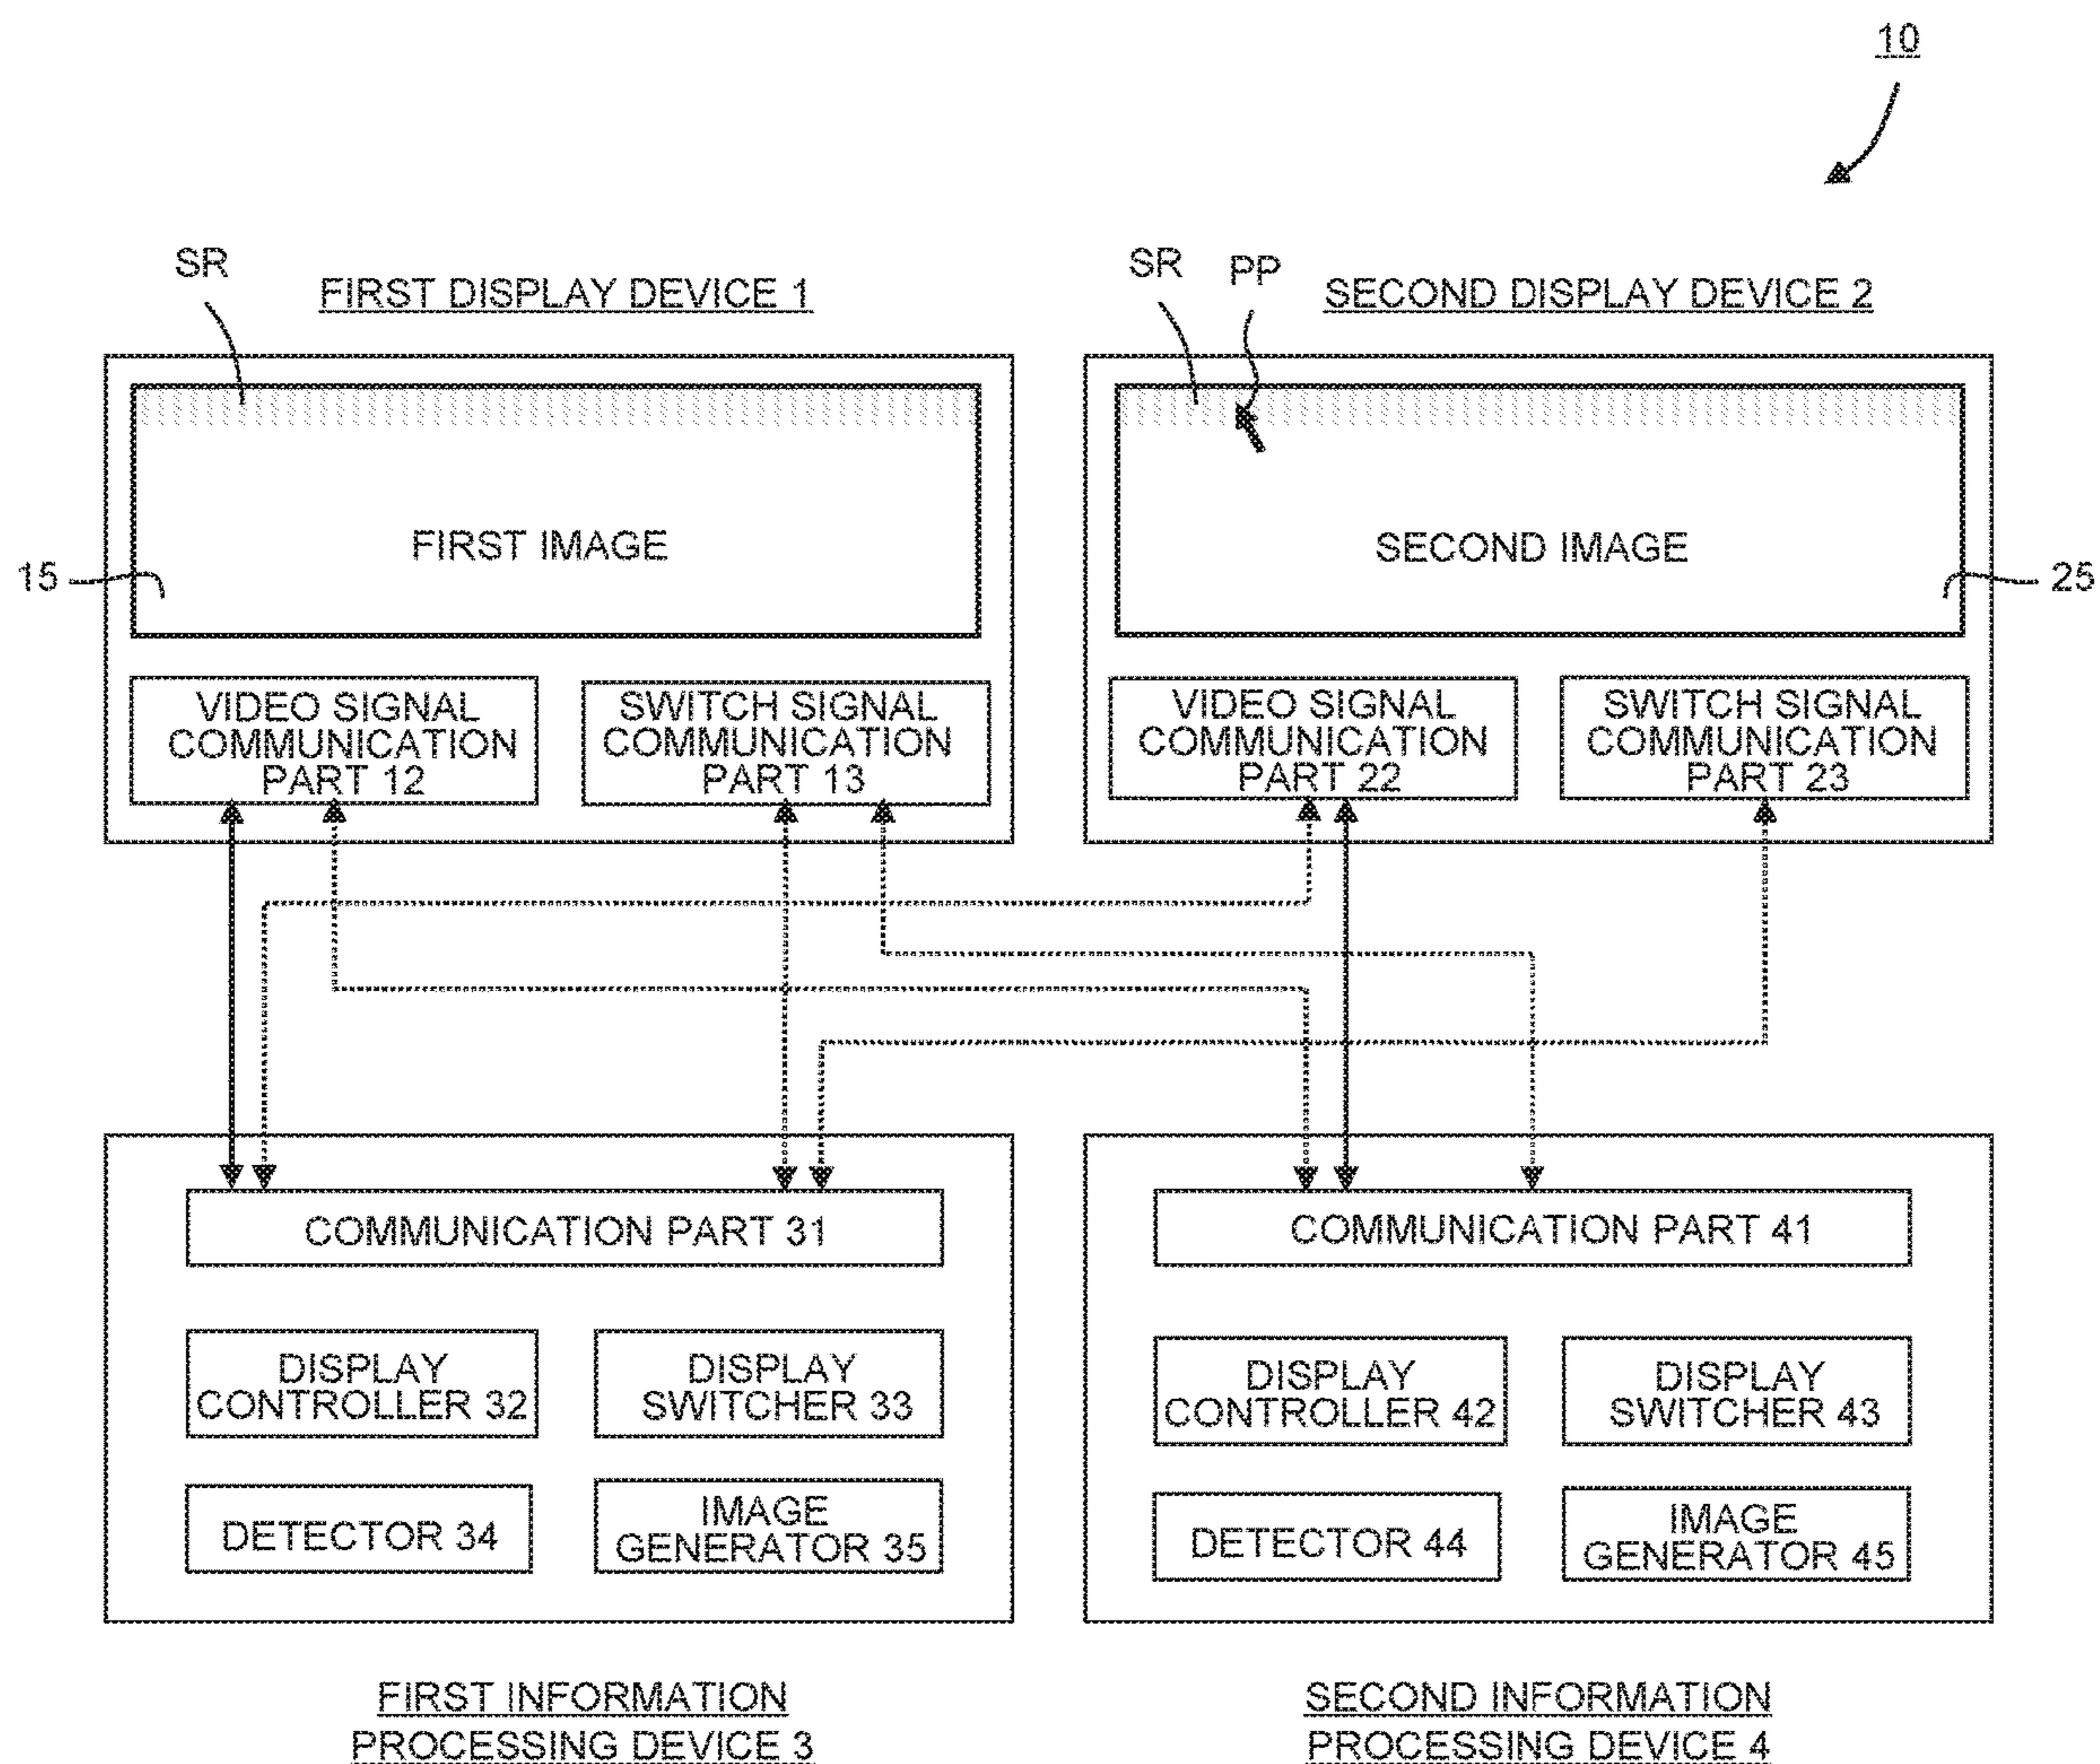 10
SR
FIRST DISPLAY DEVICE 1
SR
PP
SECOND DISPLAY DEVICE 2
FIRST IMAGE
SECOND IMAGE
15
25
VIDEO SIGNAL
COMMUNICATION
PART 12
SWITCH SIGNAL
COMMUNICATION
PART 13
VIDEO SIGNAL
COMMUNICATION
PART 22
SWITCH SIGNAL
COMMUNICATION
PART 23
COMMUNICATION PART 31
COMMUNICATION PART 41
DISPLAY
CONTROLLER 32
DISPLAY
SWITCHER 33
DISPLAY
CONTROLLER 42
DISPLAY
SWITCHER 43
DETECTOR 34
IMAGE
GENERATOR 35
DETECTOR 44
IMAGE
GENERATOR 45
FIRST INFORMATION
PROCESSING DEVICE 3
SECOND INFORMATION
PROCESSING DEVICE 4